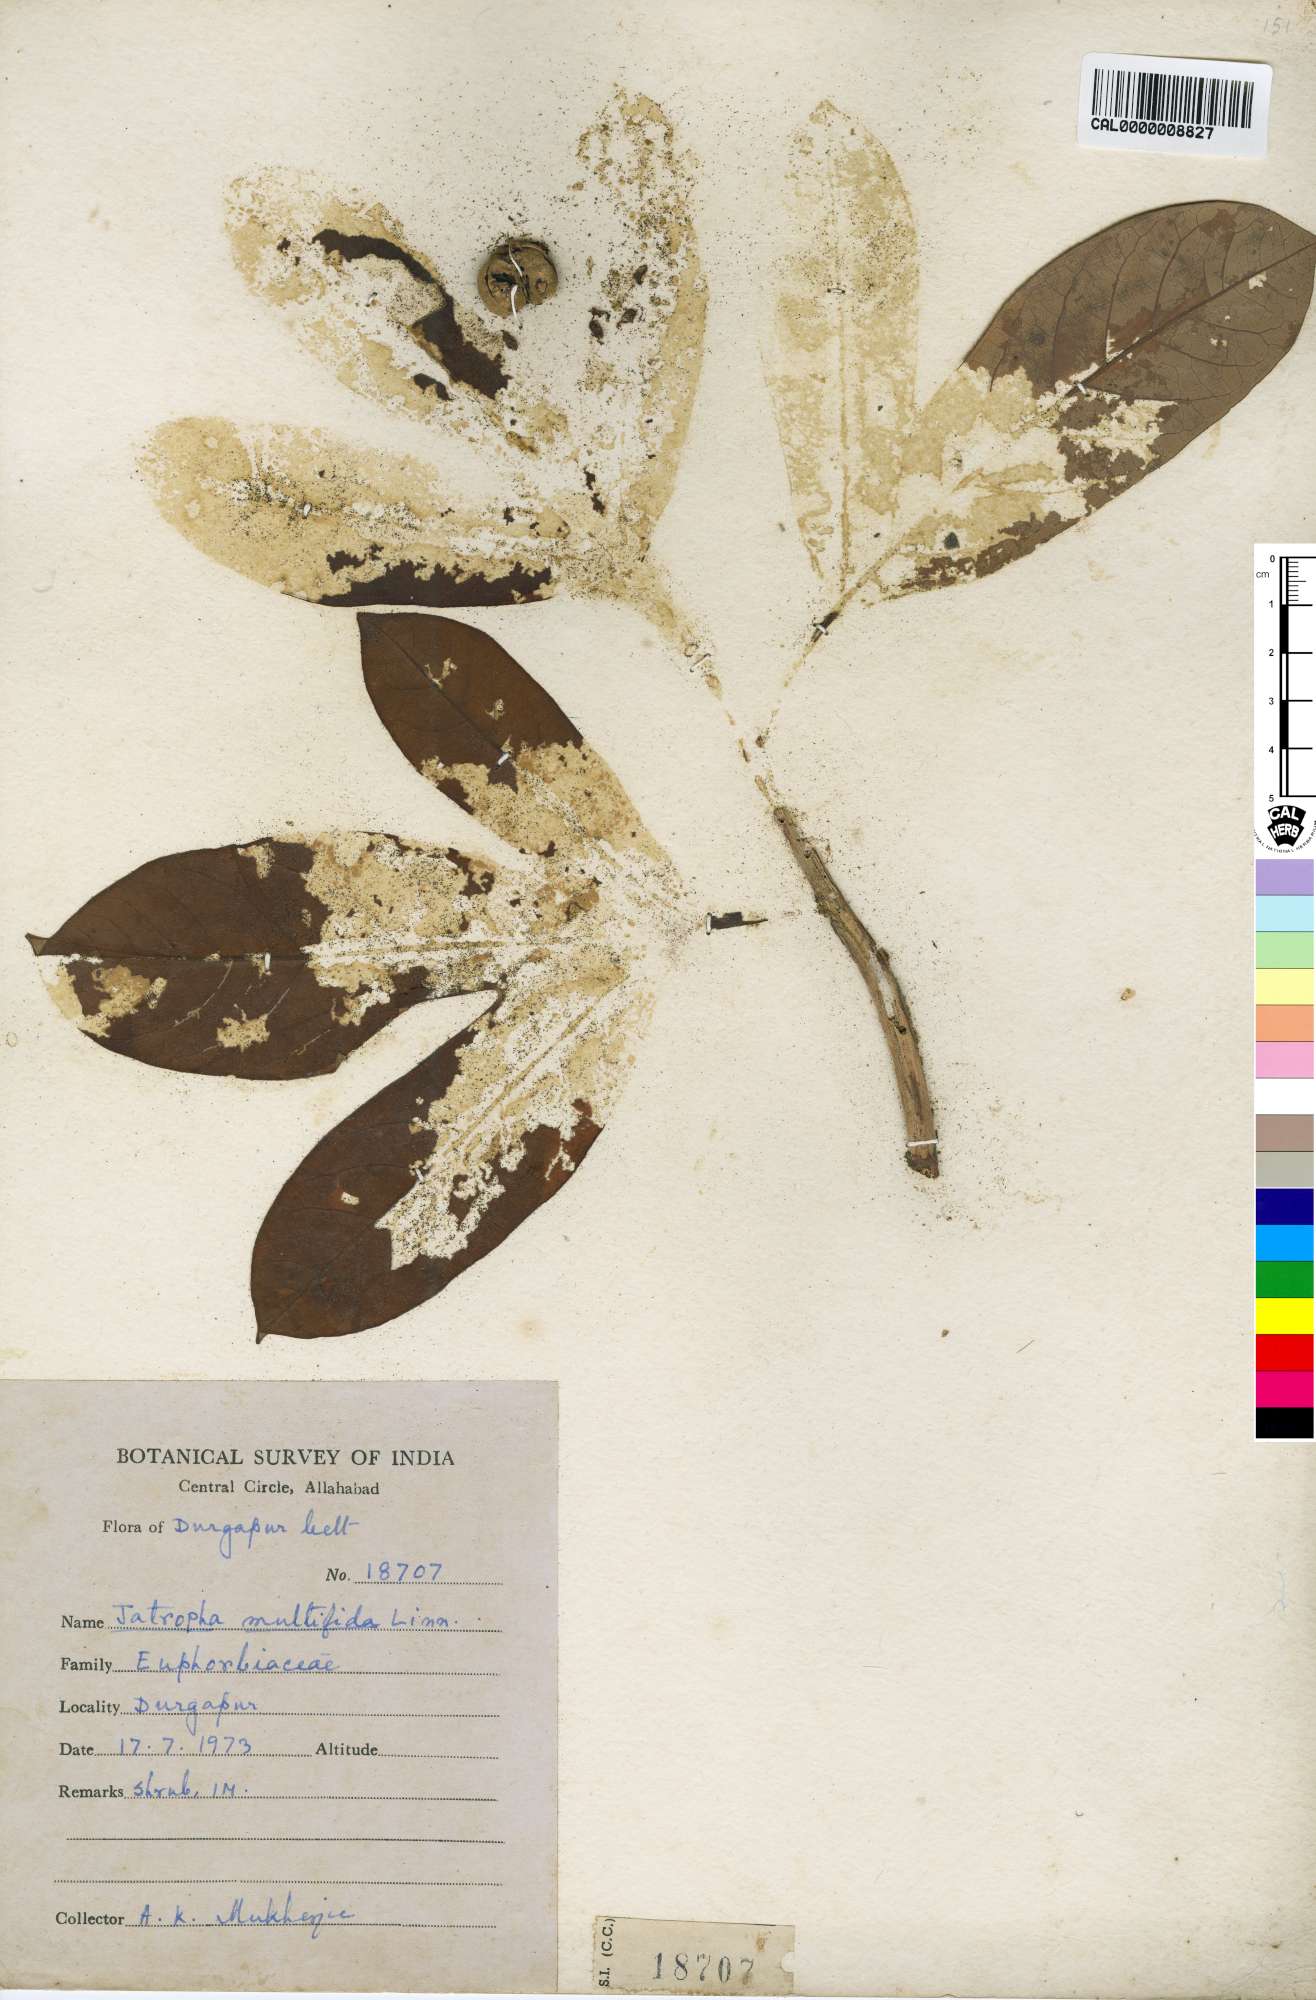 151
CAL0000008827
0
cm
1
2
3
4
5
CAL
HERB
BOTANICAL SURVEY OF INDIA
Central Circle, Allahabad
Flora of Durgapur belt
No. 18707
Name Jatropha multifida Linn.
Family Euphorbiaceae
Locality Durgapur
Date 17.7.1973 Altitude
Remarks Shrub, 1M.
Collector A. K. Mukherjee
S.I. (C.C.)
18707